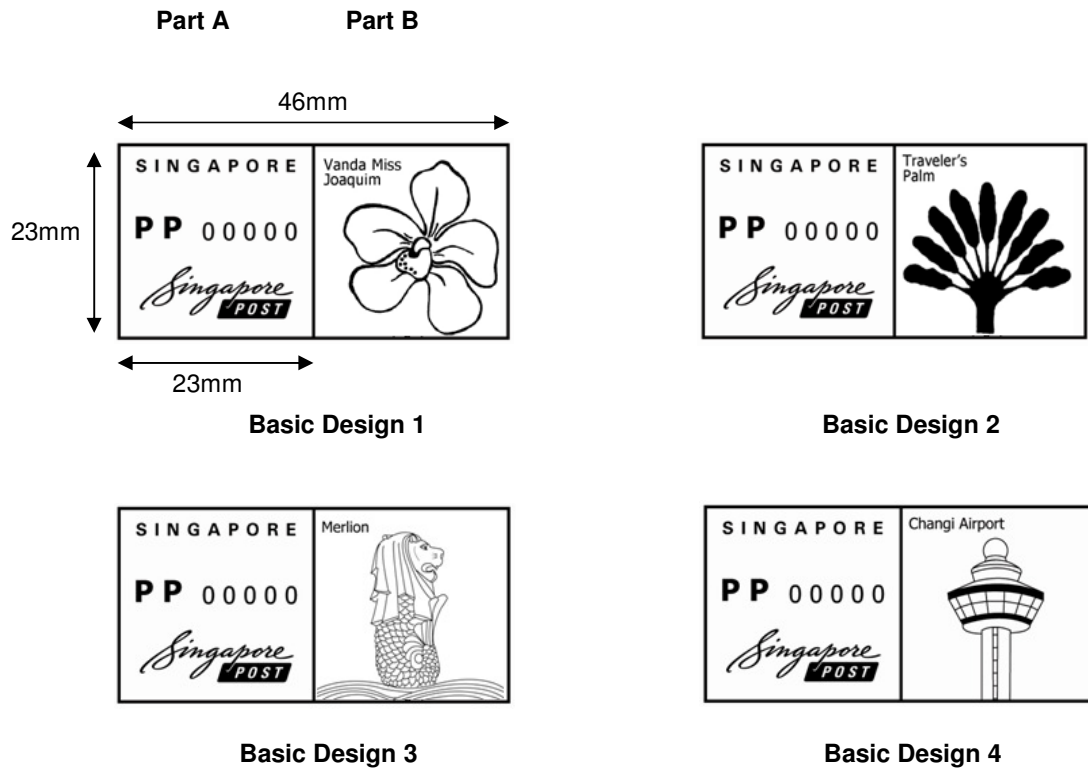 Part A Part B
46mm
SINGAPORE
PP 00000
Singapore
POST
Vanda Miss
Joaquim
23mm
23mm
Basic Design 1
SINGAPORE
PP 00000
Singapore
POST
Traveler's
Palm
Basic Design 2
SINGAPORE
PP 00000
Singapore
POST
Merlion
Basic Design 3
SINGAPORE
PP 00000
Singapore
POST
Changi Airport
Basic Design 4